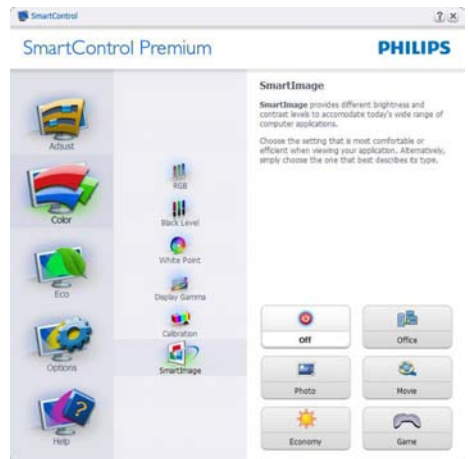 SmartControl
SmartControl Premium
PHILIPS
Adjust
Color
Eco
Options
Help
RGB
Black Level
White Point
Display Gamma
Calibration
SmartImage
SmartImage
SmartImage provides different brightness and
contrast levels to accomodate today's wide range of
computer applications.
Choose the setting that is most comfortable or
efficient when viewing your application. Alternatively,
simply choose the one that best describes its type.
Off
Office
Photo
Movie
Economy
Game